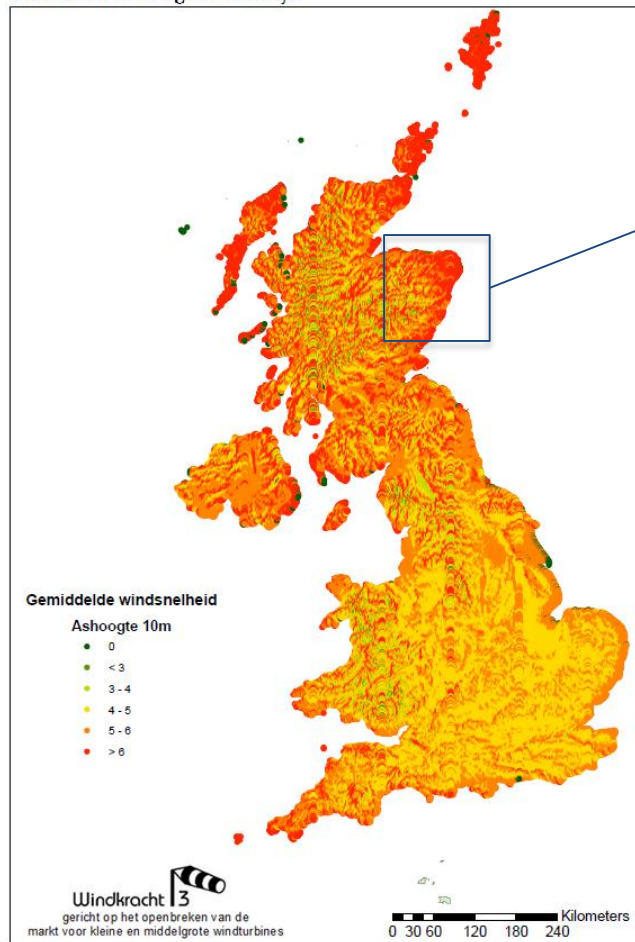 Gemiddelde windsnelheid
Ashoogte 10m
0
< 3
3 - 4
4 - 5
5 - 6
> 6
Windkracht 13
gericht op het openbreken van de
markt voor kleine en middelgrote windturbines
Kilometers
0 30 60 120 180 240